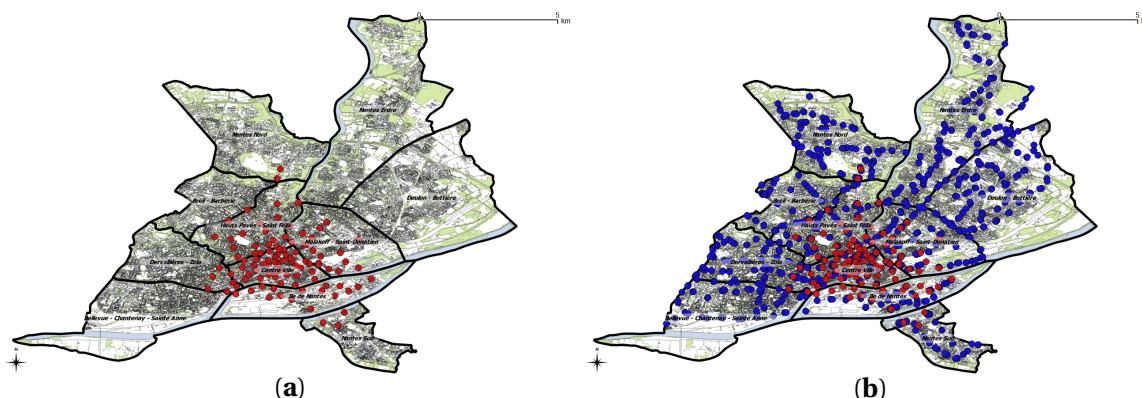 0 5
km
Nantes Erdre
Nantes Nord
Breil - Barberie
Doulon - Bottière
Hauts Pavés - Saint Félix
Malakoff - Saint-Donatien
Dervallières - Zola
Centre Ville
Ile de Nantes
Bellevue - Chantenay - Sainte Anne
Nantes Sud
N
(a)
0 5
Nantes Erdre
Nantes Nord
Breil - Barberie
Doulon - Bottière
Hauts Pavés - Saint Félix
Malakoff - Saint-Donatien
Dervallières - Zola
Centre Ville
Ile de Nantes
Bellevue - Chantenay - Sainte Anne
Nantes Sud
N
(b)